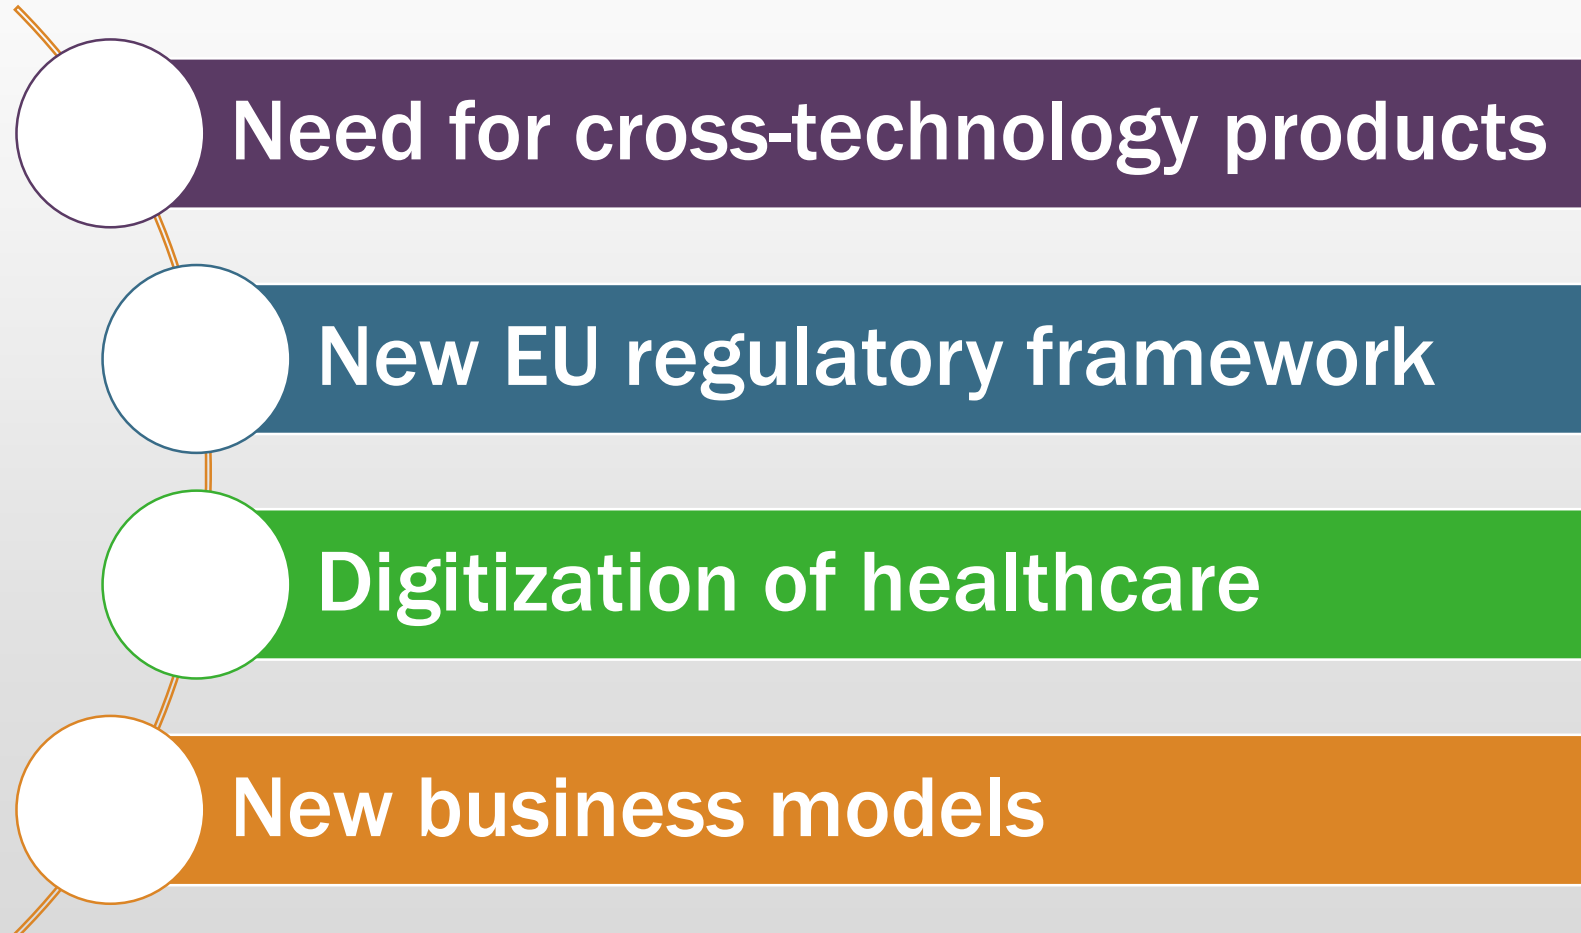 Need for cross-technology products
New EU regulatory framework
Digitization of healthcare
New business models